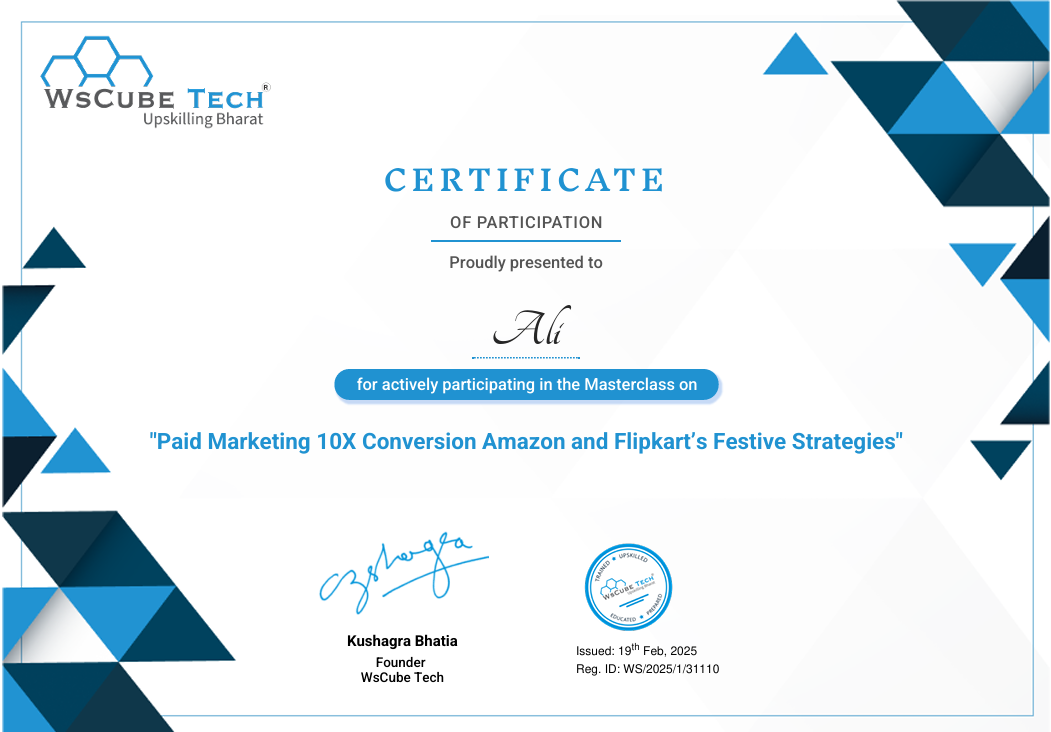 WsCube Tech®
Upskilling Bharat
CERTIFICATE
OF PARTICIPATION
Proudly presented to
Ali
for actively participating in the Masterclass on
"Paid Marketing 10X Conversion Amazon and Flipkart’s Festive Strategies"
Kushagra
TRAINED ★ UPSKILLED
WsCube Tech
Upskilling Bharat
EDUCATED ★ PREPARED
Kushagra Bhatia
Founder
WsCube Tech
Issued: 19th Feb, 2025
Reg. ID: WS/2025/1/31110